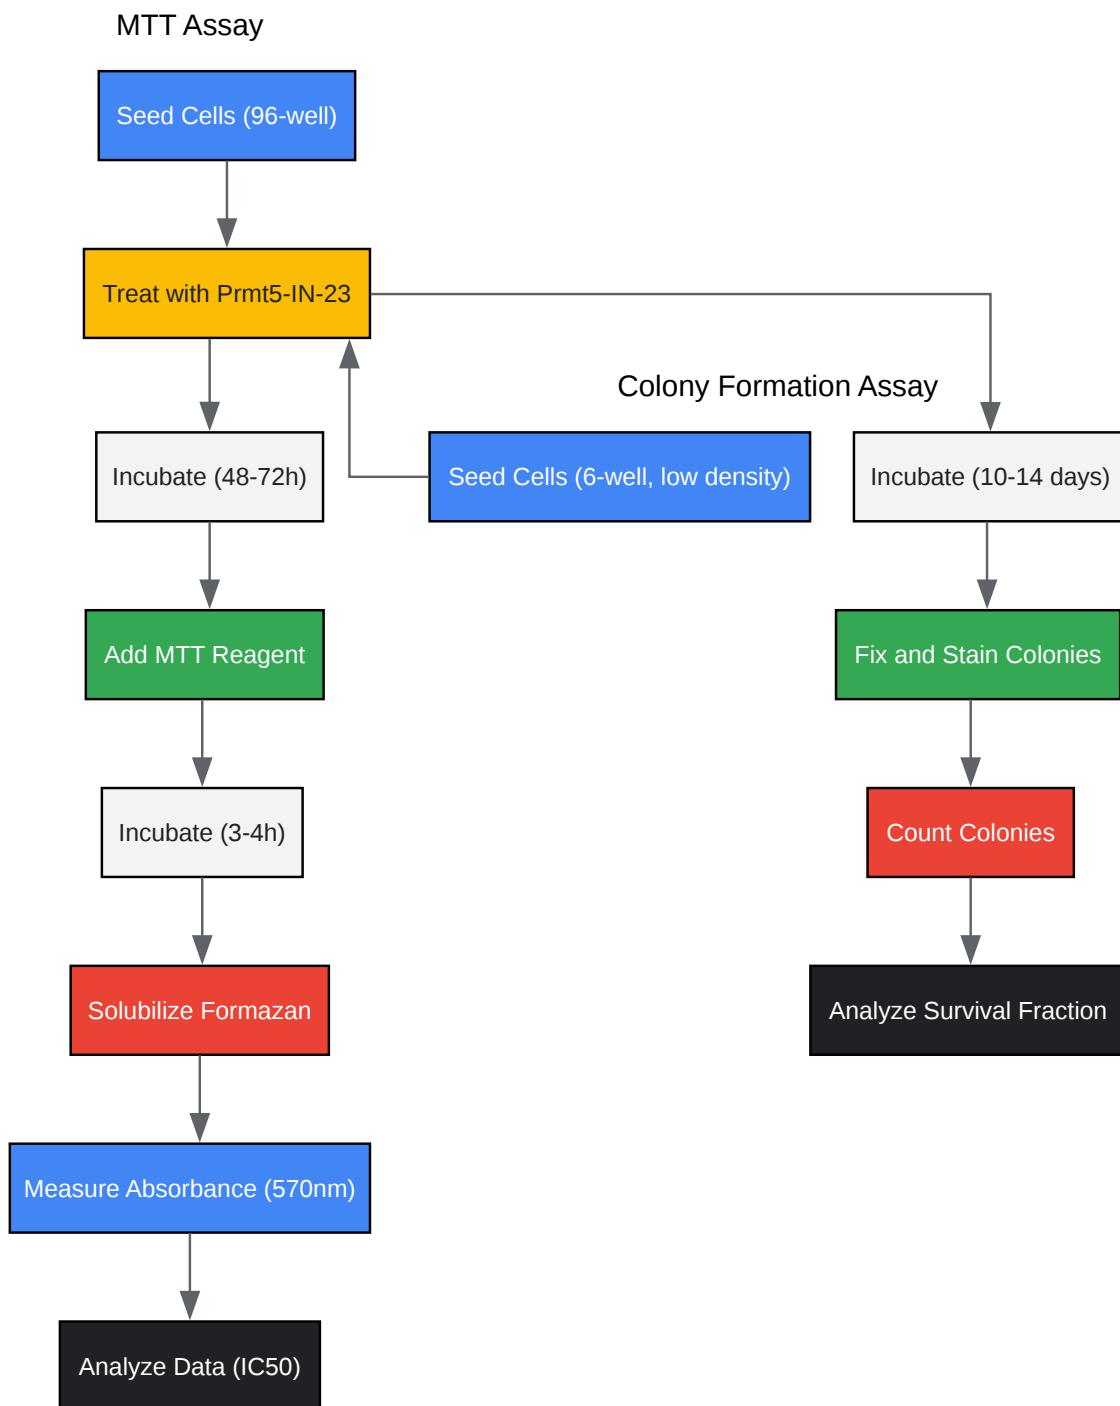 MTT Assay
Seed Cells (96-well)
Treat with Prmt5-IN-23
Incubate (48-72h)
Add MTT Reagent
Incubate (3-4h)
Solubilize Formazan
Measure Absorbance (570nm)
Analyze Data (IC50)
Colony Formation Assay
Seed Cells (6-well, low density)
Incubate (10-14 days)
Fix and Stain Colonies
Count Colonies
Analyze Survival Fraction